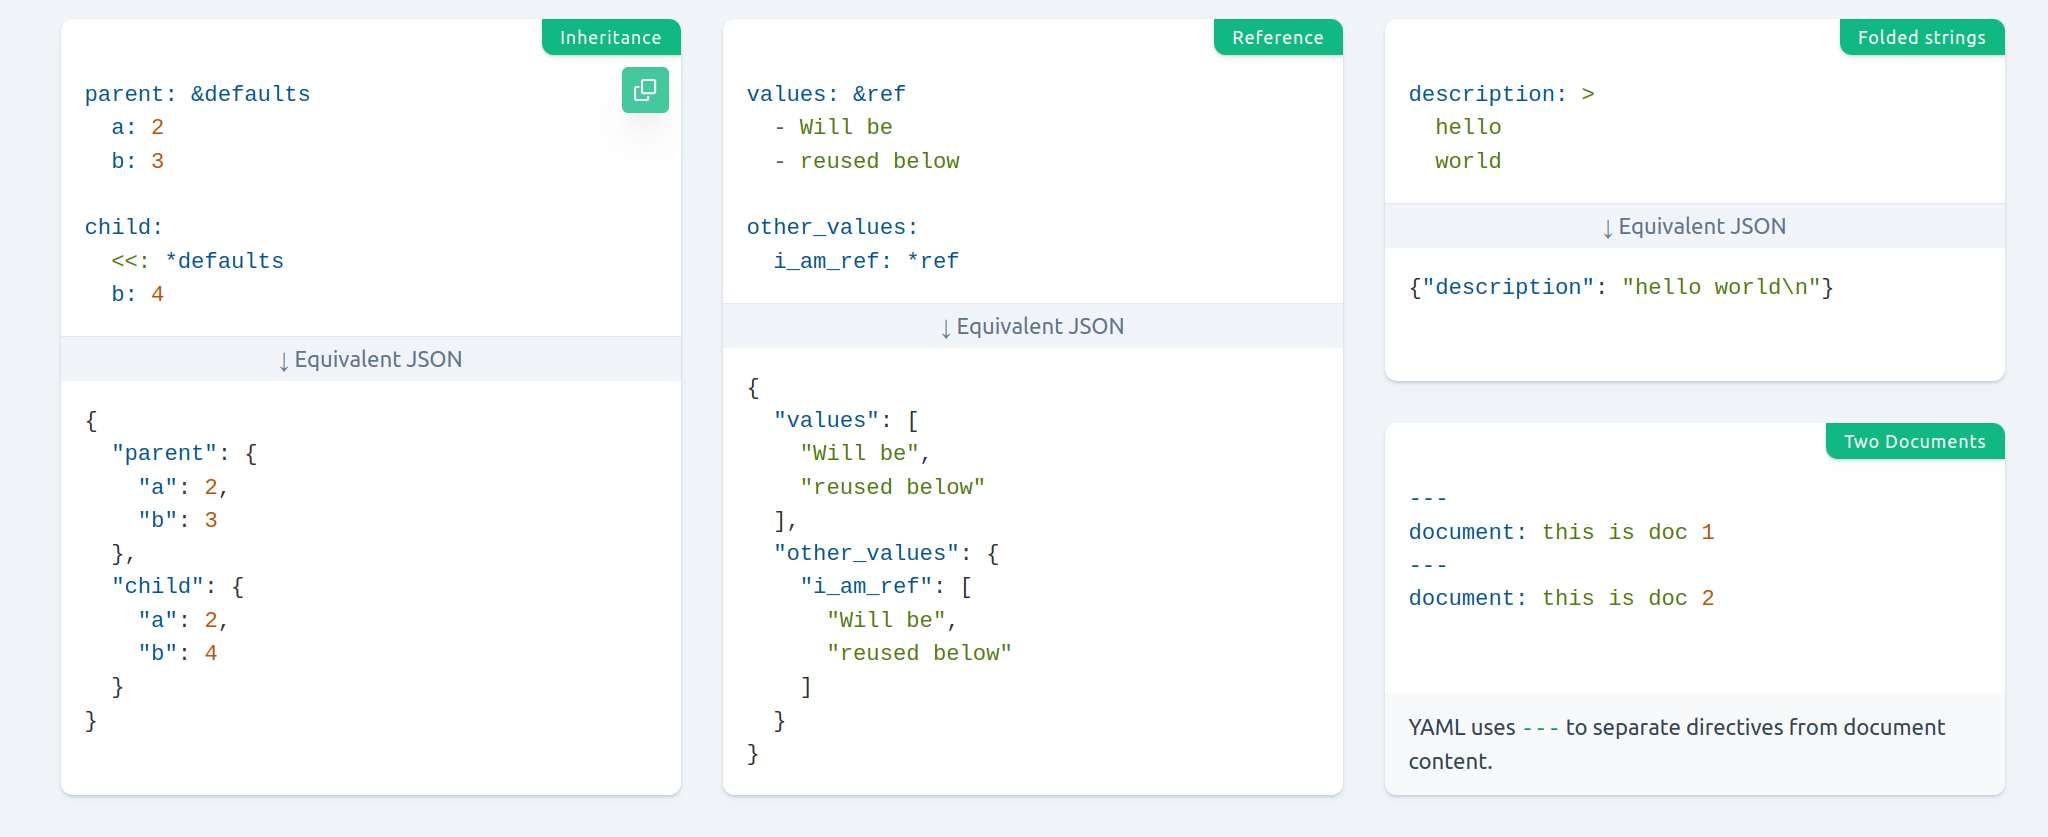 Inheritance
parent: &defaults
  a: 2
  b: 3

child:
  <<: *defaults
  b: 4
↓ Equivalent JSON
{
  "parent": {
    "a": 2,
    "b": 3
  },
  "child": {
    "a": 2,
    "b": 4
  }
}
Reference
values: &ref
  - Will be
  - reused below

other_values:
  i_am_ref: *ref
↓ Equivalent JSON
{
  "values": [
    "Will be",
    "reused below"
  ],
  "other_values": {
    "i_am_ref": [
      "Will be",
      "reused below"
    ]
  }
}
Folded strings
description: >
  hello
  world
↓ Equivalent JSON
{"description": "hello world\n"}
Two Documents
---
document: this is doc 1
---
document: this is doc 2
YAML uses --- to separate directives from document
content.